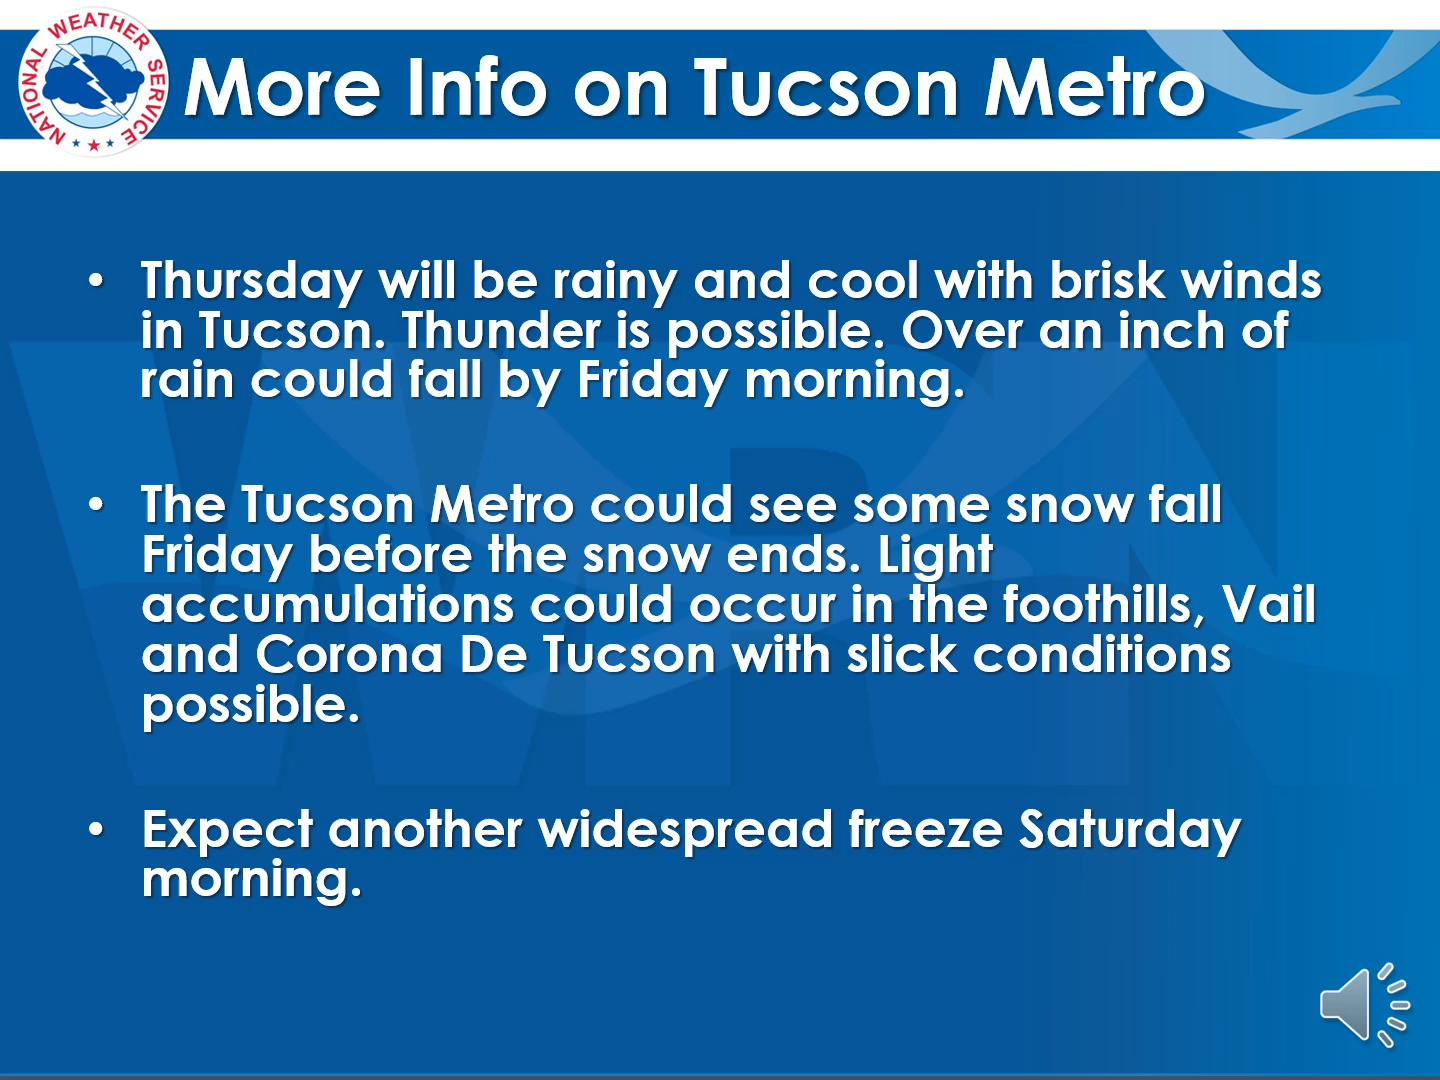 NATIONAL WEATHER SERVICE
More Info on Tucson Metro
• Thursday will be rainy and cool with brisk winds
in Tucson. Thunder is possible. Over an inch of
rain could fall by Friday morning.
• The Tucson Metro could see some snow fall
Friday before the snow ends. Light
accumulations could occur in the foothills, Vail
and Corona De Tucson with slick conditions
possible.
• Expect another widespread freeze Saturday
morning.
WRN